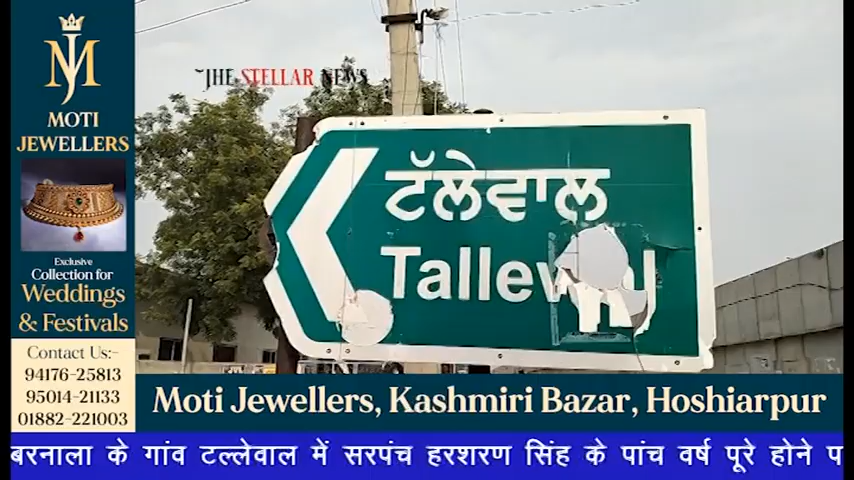 MJ
MOTI
JEWELLERS
Exclusive
Collection for
Weddings
& Festivals
Contact Us:-
94176-25813
95014-21133
01882-221003
THE STELLAR NEWS
ਟੱਲੇਵਾਲ
Moti Jewellers, Kashmiri Bazar, Hoshiarpur
बरनाला के गांव टल्लेवाल में सरपंच हरशरण सिंह के पांच वर्ष पूरे होने प